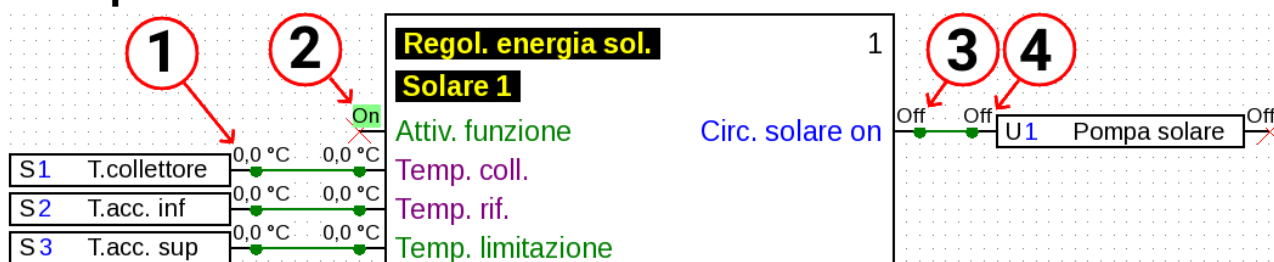 1 2 3 4
Regol. energia sol. 1
Solare 1
On Off Off Off
Attiv. funzione Circ. solare on U1 Pompa solare
0,0 °C 0,0 °C
S1 T.collettore Temp. coll.
0,0 °C 0,0 °C
S2 T.acc. inf Temp. rif.
0,0 °C 0,0 °C
S3 T.acc. sup Temp. limitazione